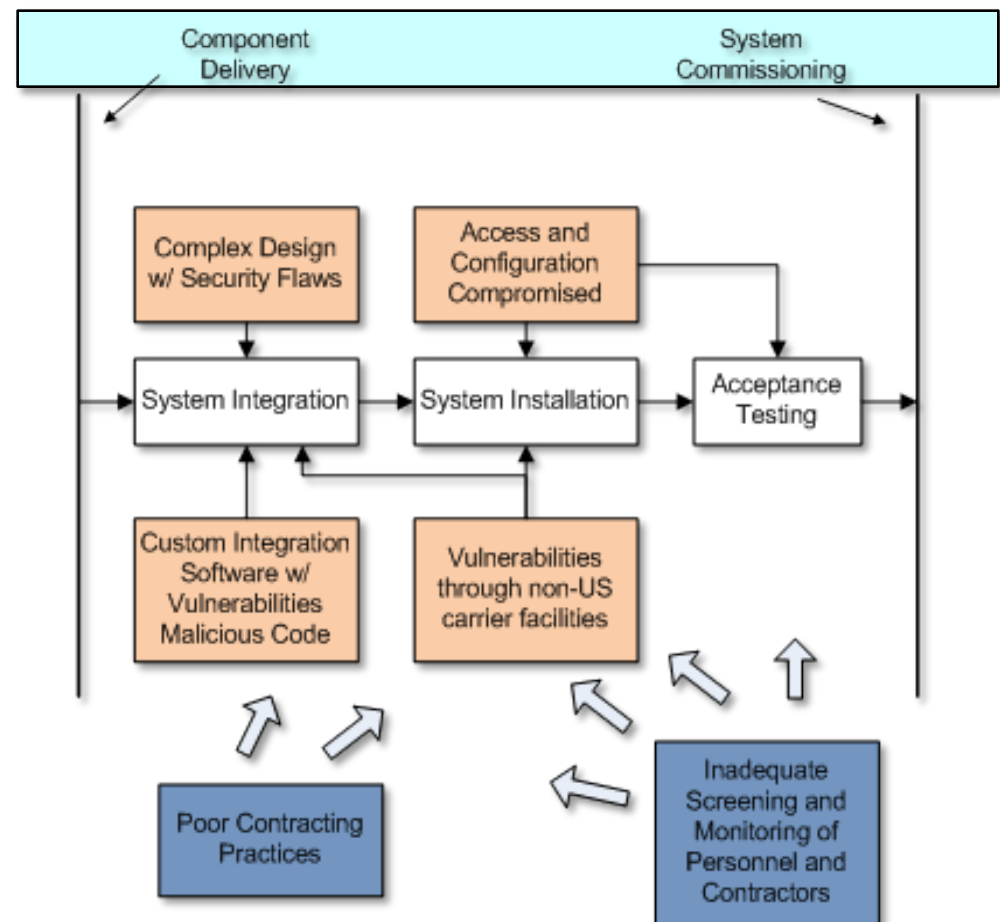 Component
Delivery
System
Commissioning
Complex Design
w/ Security Flaws
Access and
Configuration
Compromised
System Integration
System Installation
Acceptance
Testing
Custom Integration
Software w/
Vulnerabilities
Malicious Code
Vulnerabilities
through non-US
carrier facilities
Poor Contracting
Practices
Inadequate
Screening and
Monitoring of
Personnel and
Contractors